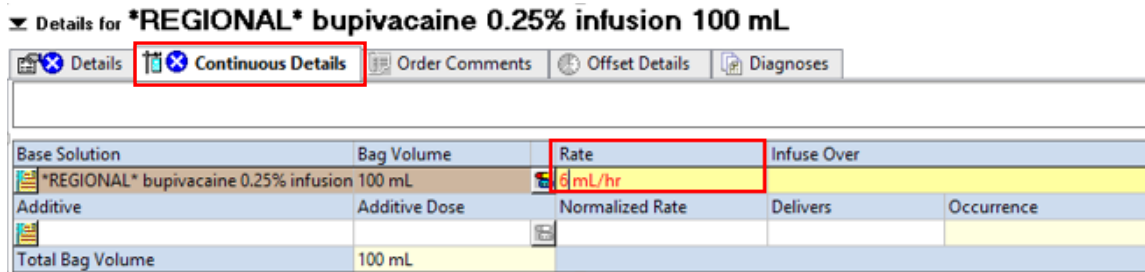 Details for *REGIONAL* bupivacaine 0.25% infusion 100 mL
Details Continuous Details Order Comments Offset Details Diagnoses
Base Solution Bag Volume Rate Infuse Over
*REGIONAL* bupivacaine 0.25% infusion 100 mL 6 mL/hr
Additive Additive Dose Normalized Rate Delivers Occurrence
Total Bag Volume 100 mL